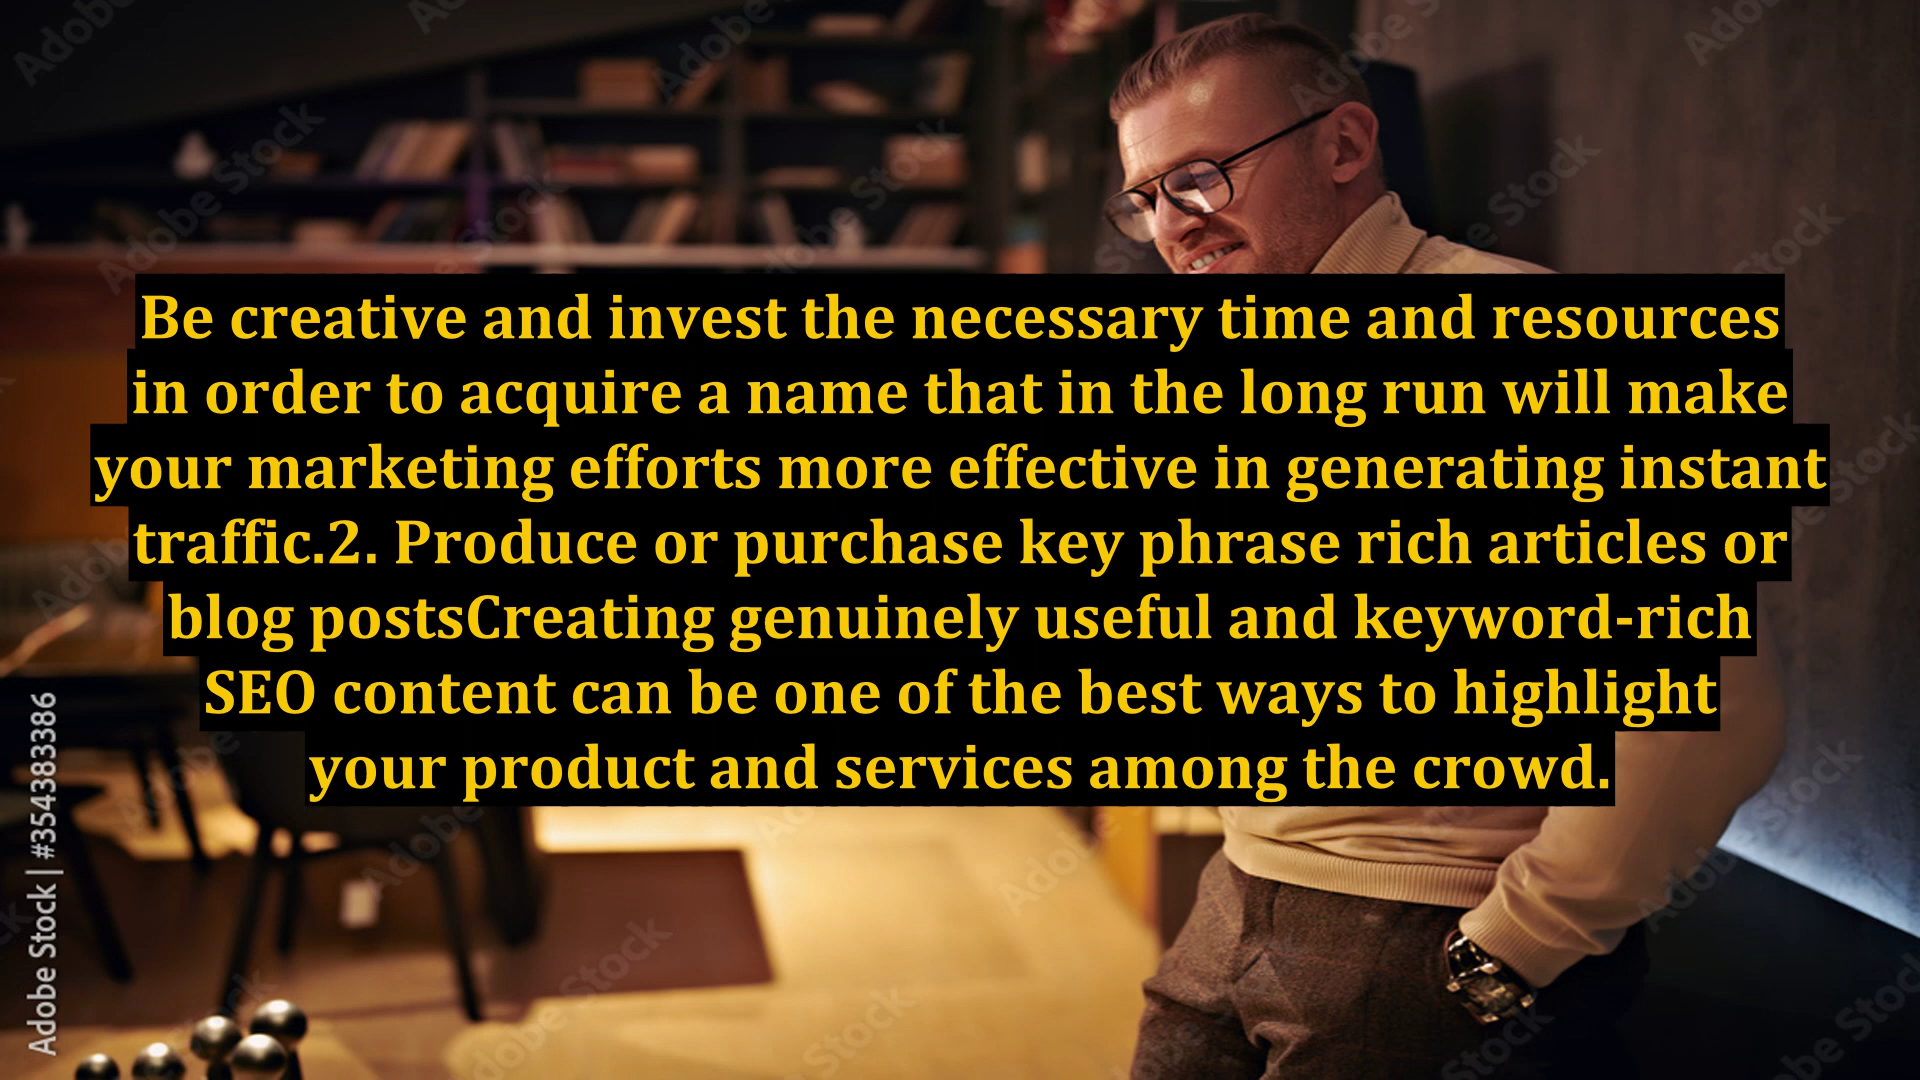 Be creative and invest the necessary time and resources
in order to acquire a name that in the long run will make
your marketing efforts more effective in generating instant
traffic.2. Produce or purchase key phrase rich articles or
blog postsCreating genuinely useful and keyword-rich
SEO content can be one of the best ways to highlight
your product and services among the crowd.
Adobe Stock | #354383386
Adobe Stock